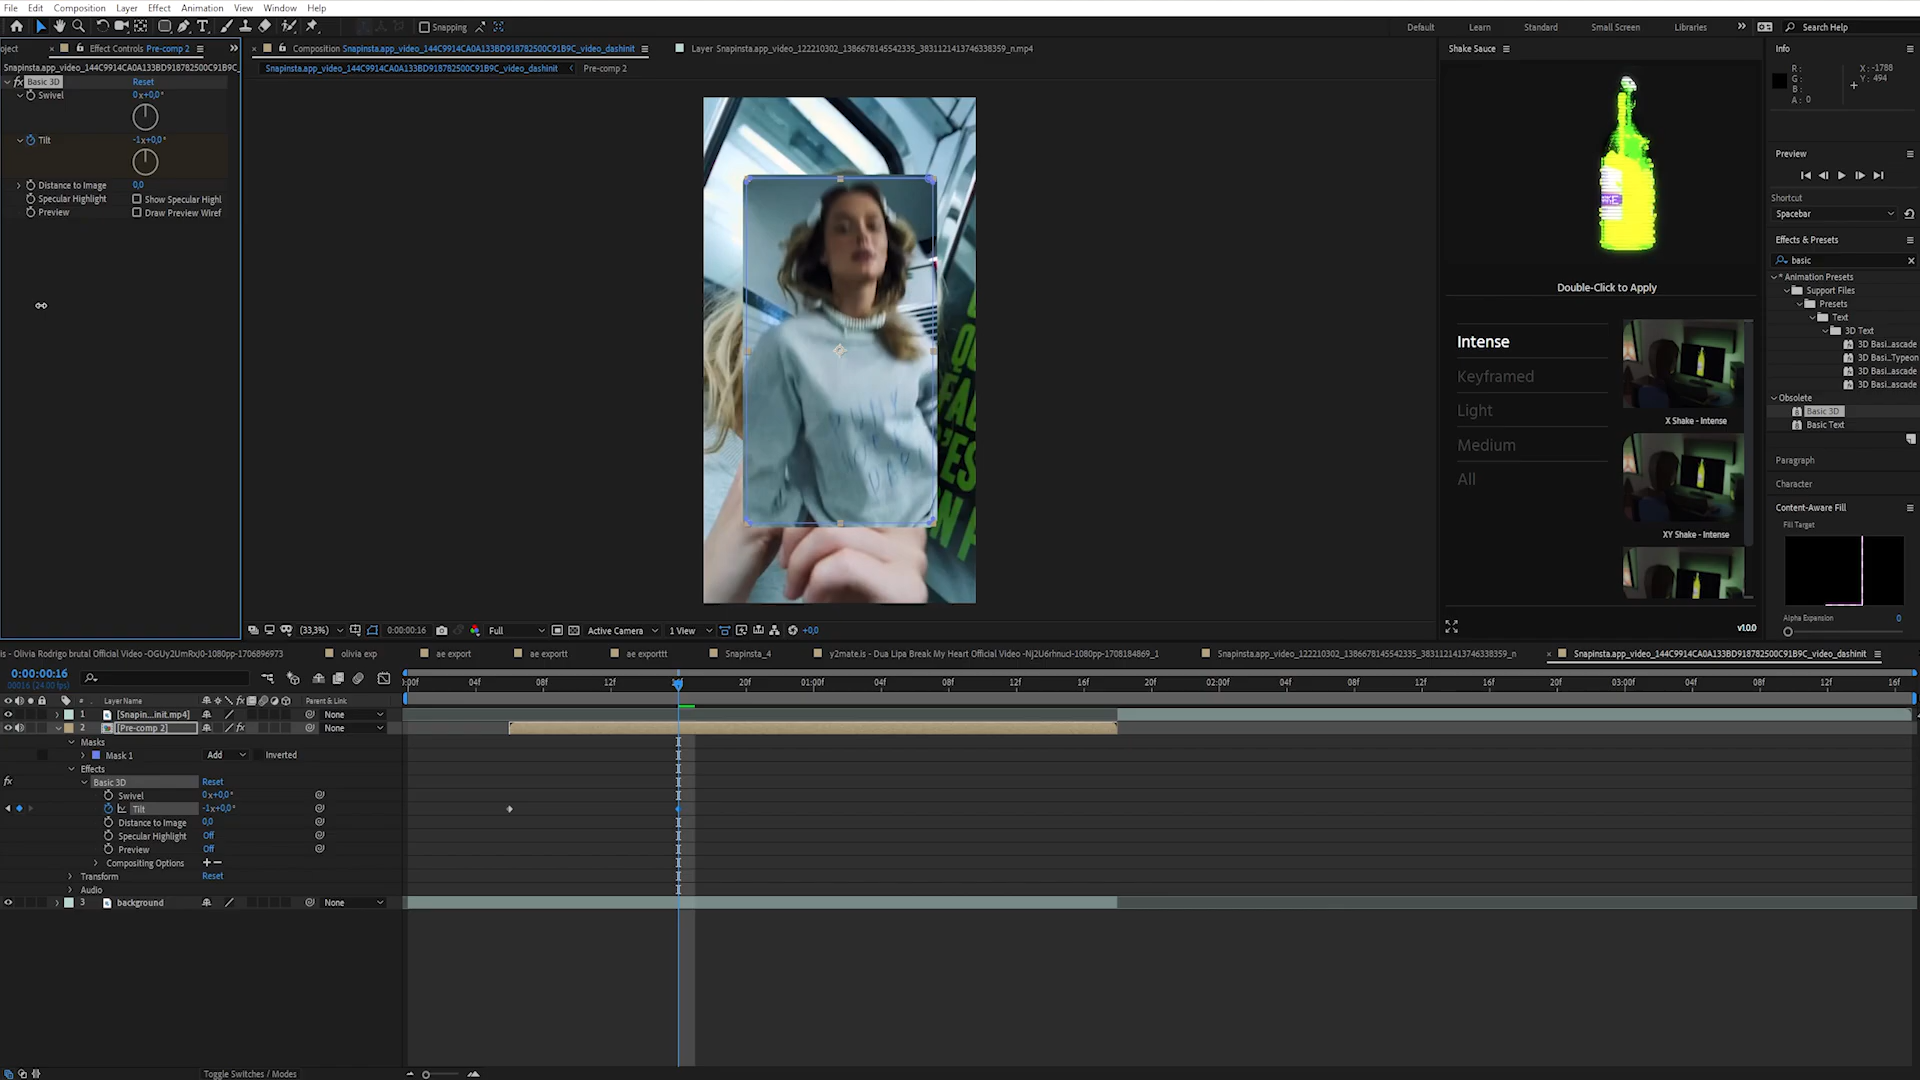 File Edit Composition Layer Effect Animation View Window Help
Snapping
Default Learn Standard Small Screen Libraries Search Help
oject Effect Controls Pre-comp 2
Composition Snapinsta.app_video_144C9914CA0A133BD918782500C91B9C_video_dashinit
Layer Snapinsta.app_video_122210302_1386678145542335_3831121413746338359_n.mp4
Snapinsta.app_video_144C9914CA0A133BD918782500C91B9C_
Snapinsta.app_video_144C9914CA0A133BD918782500C91B9C_video_dashinit Pre-comp 2
fx Basic 3D Reset
Swivel 0x+0,0°
Tilt -1x+0,0°
Distance to Image 0,0
Specular Highlight Show Specular Highl
Preview Draw Preview Wiref
Shake Sauce
Double-Click to Apply
Intense
Keyframed
Light
Medium
All
X Shake - Intense
XY Shake - Intense
v1.0.0
Info
R: X: -1788
G: Y: 494
B:
A: 0
Preview
Shortcut
Spacebar
Effects & Presets
basic
* Animation Presets
Support Files
Presets
Text
3D Text
3D Basi...ascade
3D Basi...Typeon
3D Basi...ascade
3D Basi...ascade
Obsolete
Basic 3D
Basic Text
Paragraph
Character
Content-Aware Fill
Fill Target
Alpha Expansion 0
(33,3%) 0:00:00:16 Full Active Camera 1 View +0,0
is - Olivia Rodrigo brutal Official Video -OGUy2UmRxJ0-1080pp-1706896973 olivia exp ae export ae exportt ae exporttt Snapinsta_4 y2mate.is - Dua Lipa Break My Heart Official Video -Nj2U6rhnucI-1080pp-1708184869_1 Snapinsta.app_video_122210302_1386678145542335_3831121413746338359_n Snapinsta.app_video_144C9914CA0A133BD918782500C91B9C_video_dashinit
0:00:00:16
00016 (24.00 fps)
:00f 04f 08f 12f 20f 01:00f 04f 08f 12f 16f 20f 02:00f 04f 08f 12f 16f 20f 03:00f 04f 08f 12f 16f
# Layer Name Parent & Link
1 [Snapin...init.mp4] None
2 [Pre-comp 2] fx None
Masks
Mask 1 Add Inverted
Effects
fx Basic 3D Reset
Swivel 0x+0,0°
Tilt -1x+0,0°
Distance to Image 0,0
Specular Highlight Off
Preview Off
Compositing Options + −
Transform Reset
Audio
3 background None
Toggle Switches / Modes